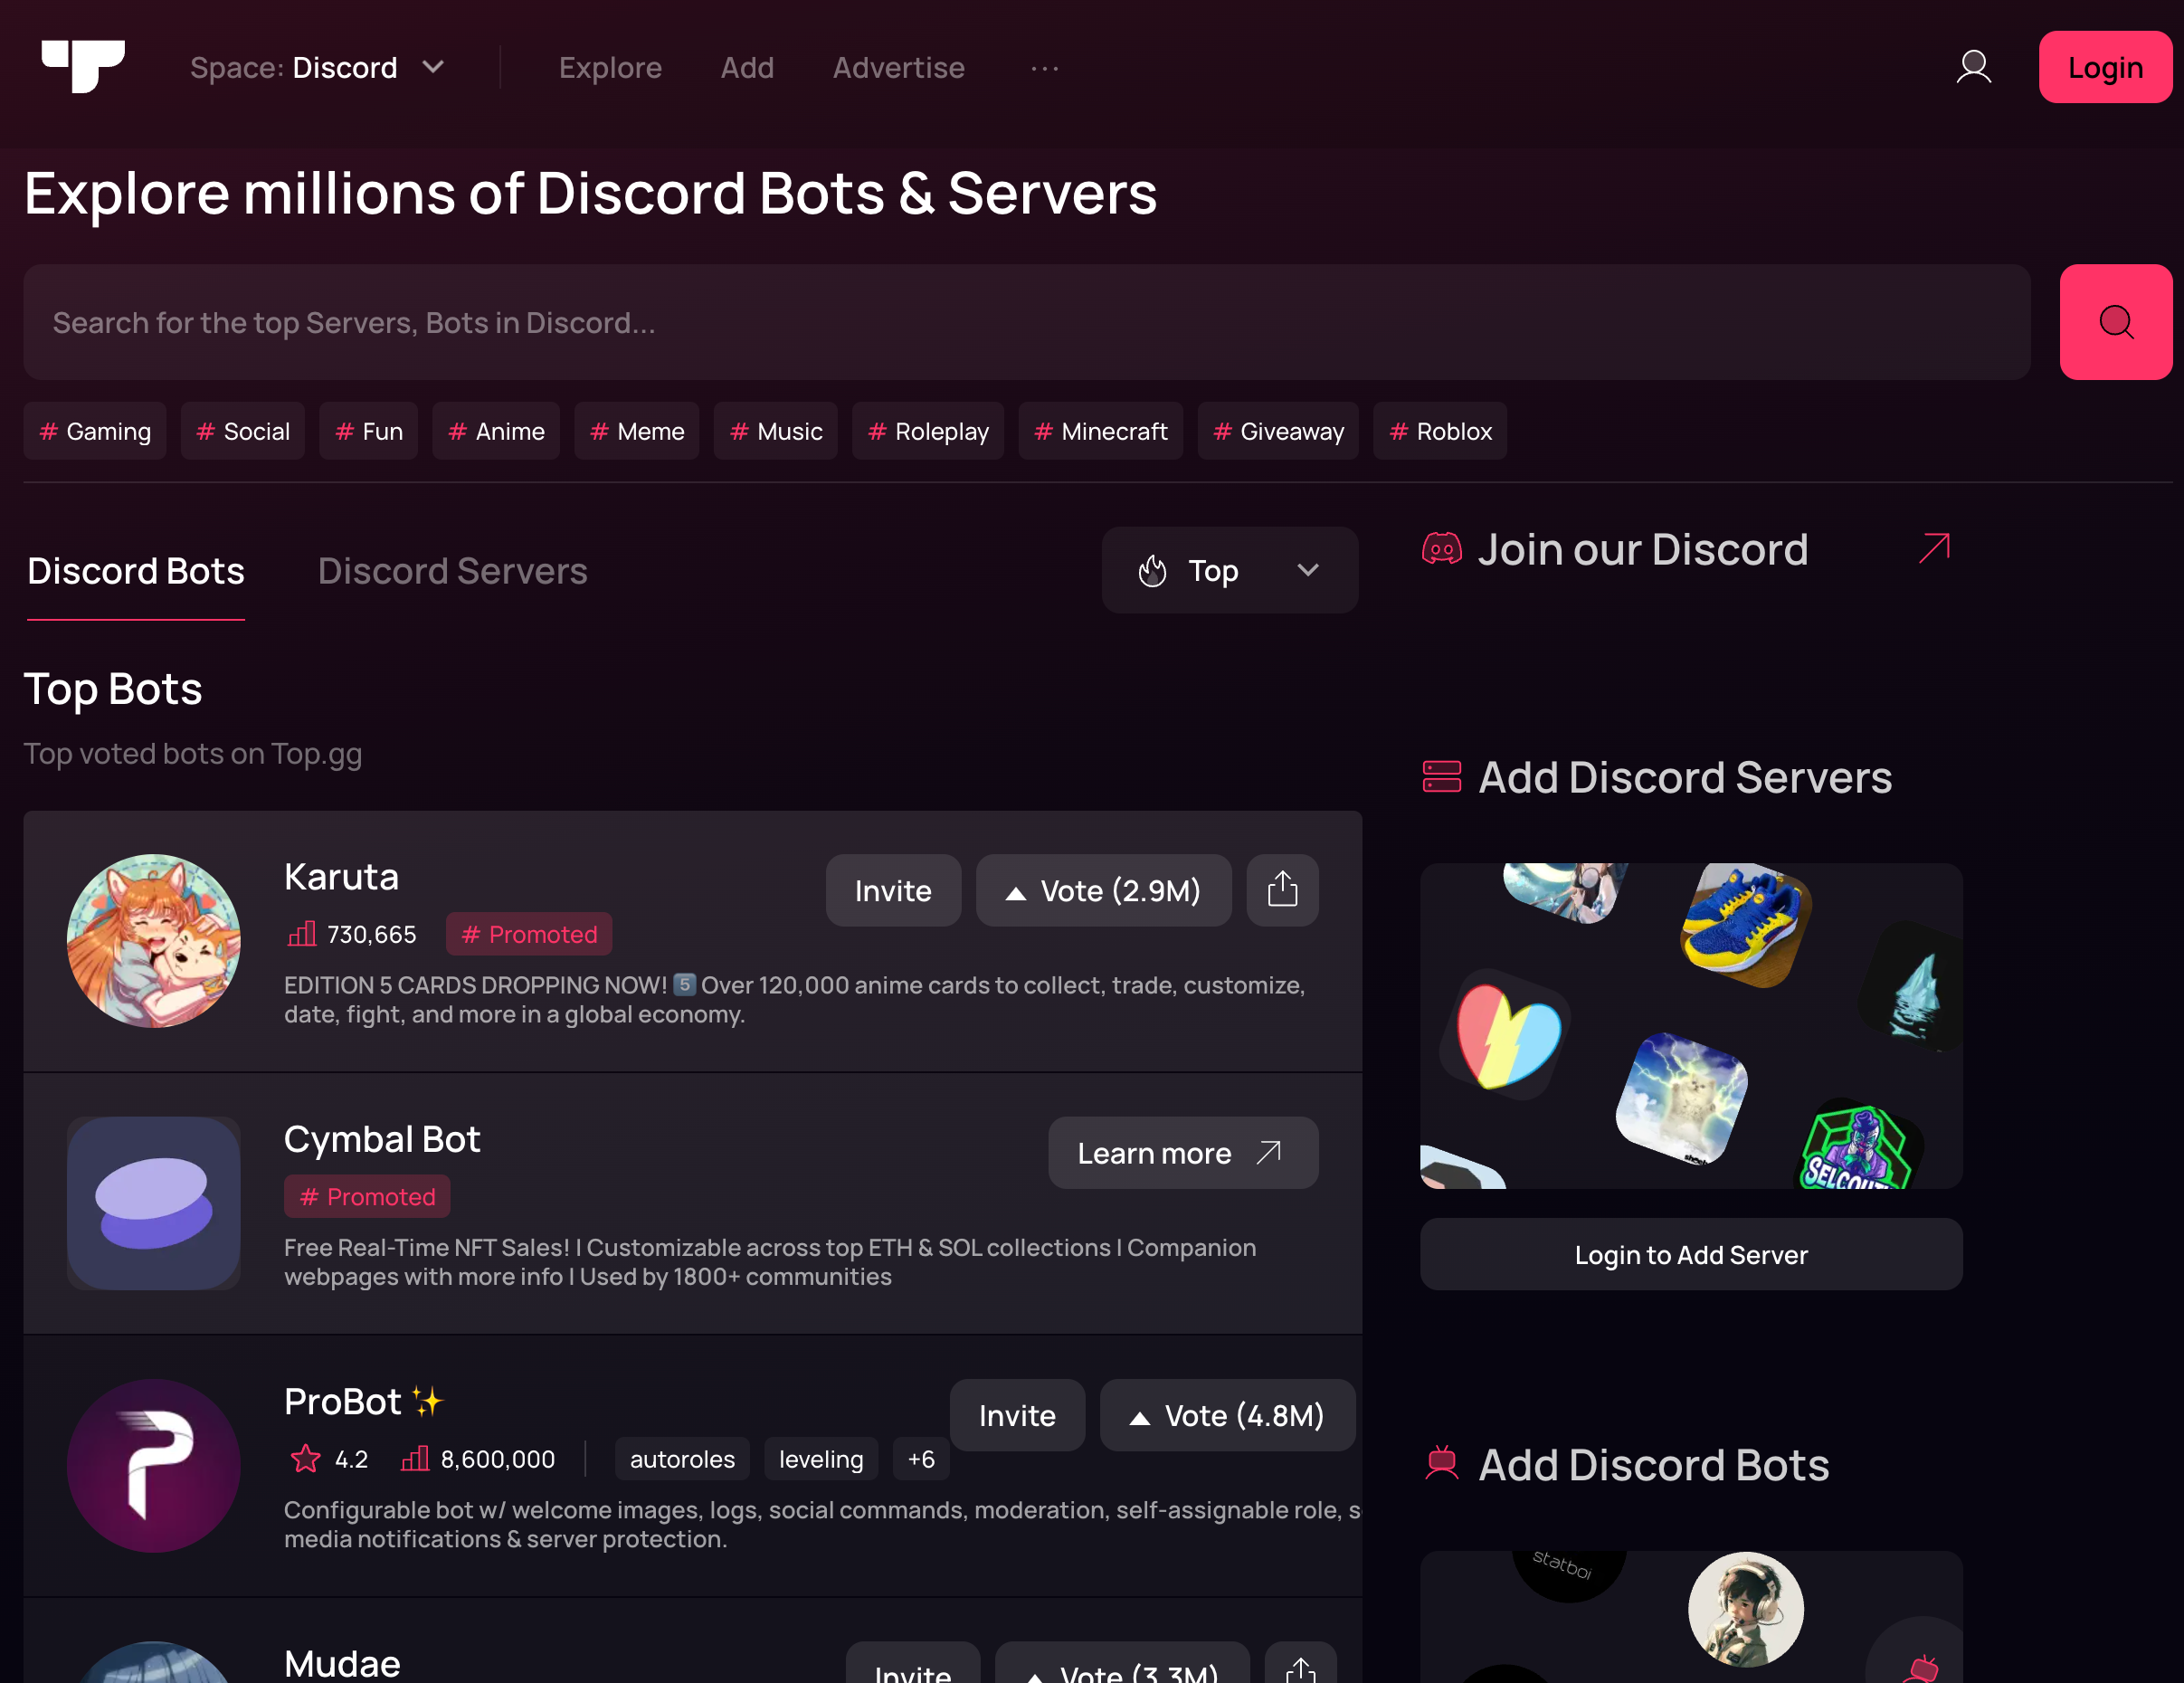 Space: Discord
Explore
Add
Advertise
...
Login
Explore millions of Discord Bots & Servers
Search for the top Servers, Bots in Discord...
# Gaming
# Social
# Fun
# Anime
# Meme
# Music
# Roleplay
# Minecraft
# Giveaway
# Roblox
Discord Bots
Discord Servers
Top
Top Bots
Top voted bots on Top.gg
Karuta
730,665
# Promoted
Invite
Vote (2.9M)
EDITION 5 CARDS DROPPING NOW! 5️⃣ Over 120,000 anime cards to collect, trade, customize,
date, fight, and more in a global economy.
Cymbal Bot
# Promoted
Learn more
Free Real-Time NFT Sales! | Customizable across top ETH & SOL collections | Companion
webpages with more info | Used by 1800+ communities
ProBot ✨
4.2
8,600,000
autoroles
leveling
+6
Invite
Vote (4.8M)
Configurable bot w/ welcome images, logs, social commands, moderation, self-assignable role, s
media notifications & server protection.
Mudae
Invite
Vote (3.3M)
Join our Discord
Add Discord Servers
SELCOUTH
Login to Add Server
Add Discord Bots
statboi